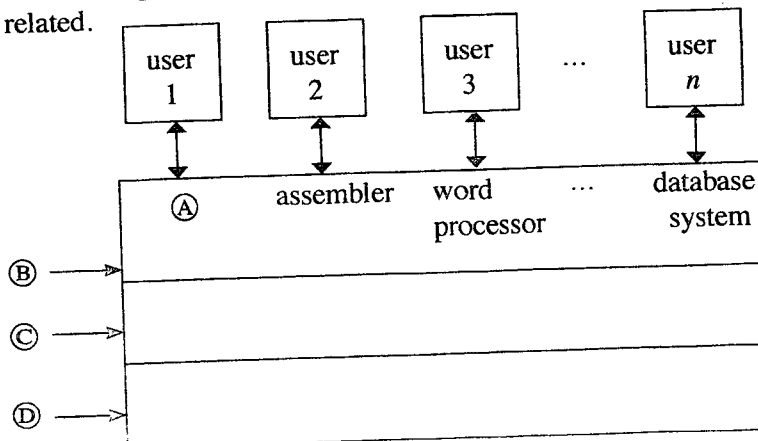 related.
user user user ... user
1 2 3 n
Ⓐ assembler word ... database
processor system
Ⓑ
Ⓒ
Ⓓ